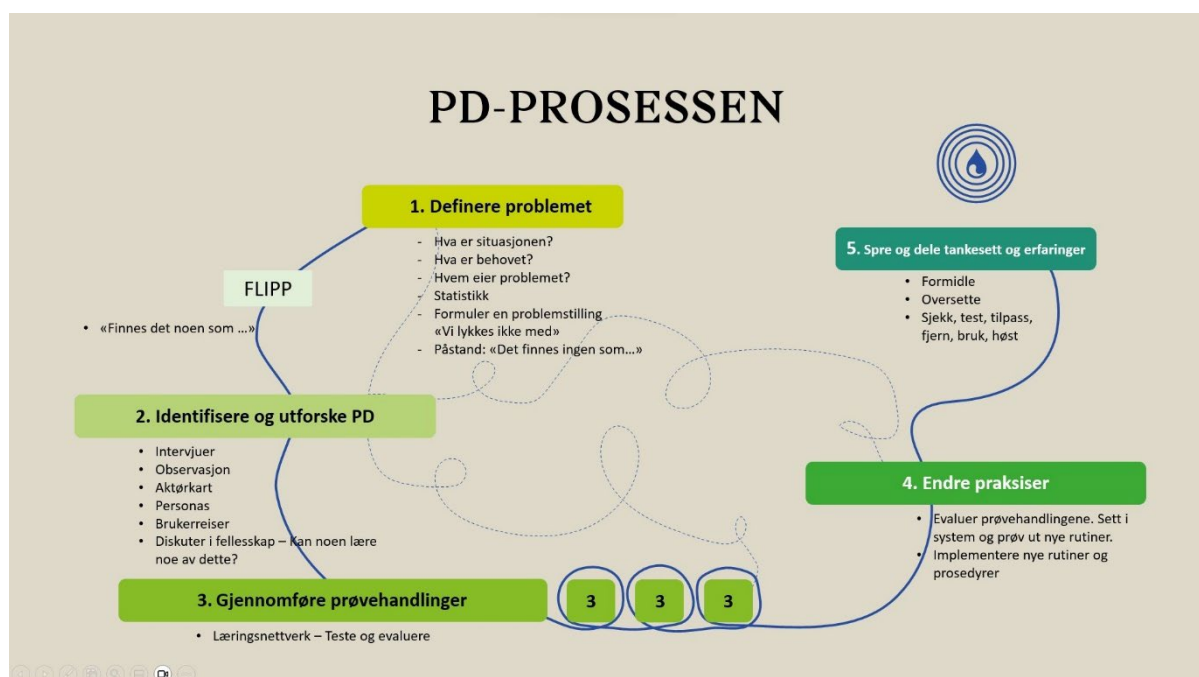 PD-PROSESSEN
1. Definere problemet
- Hva er situasjonen?
- Hva er behovet?
- Hvem eier problemet?
- Statistikk
- Formuler en problemstilling
«Vi lykkes ikke med»
- Påstand: «Det finnes ingen som…»
FLIPP
• «Finnes det noen som …»
2. Identifisere og utforske PD
• Intervjuer
• Observasjon
• Aktørkart
• Personas
• Brukerreiser
• Diskuter i fellesskap – Kan noen lære
noe av dette?
3. Gjennomføre prøvehandlinger
3 3 3
• Læringsnettverk – Teste og evaluere
4. Endre praksiser
• Evaluer prøvehandlingene. Sett i
system og prøv ut nye rutiner.
• Implementere nye rutiner og
prosedyrer
5. Spre og dele tankesett og erfaringer
• Formidle
• Oversette
• Sjekk, test, tilpass,
fjern, bruk, høst